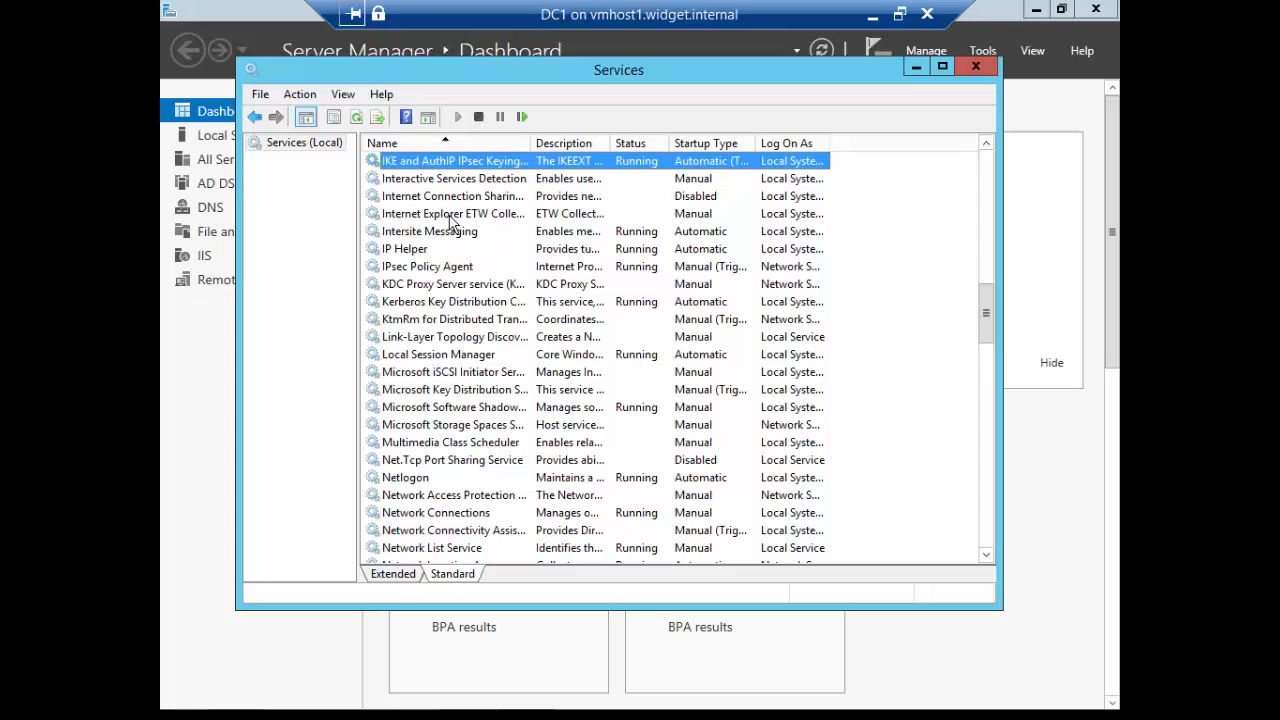 DC1 on vmhost1.widget.internal
Server Manager Dashboard
Manage Tools View Help
Services
File Action View Help
Dashb
Local S
All Ser
AD DS
DNS
File an
IIS
Remot
Services (Local)
Name Description Status Startup Type Log On As
IKE and AuthIP IPsec Keying... The IKEEXT ... Running Automatic (T... Local Syste...
Interactive Services Detection Enables use... Manual Local Syste...
Internet Connection Sharin... Provides ne... Disabled Local Syste...
Internet Explorer ETW Colle... ETW Collect... Manual Local Syste...
Intersite Messaging Enables me... Running Automatic Local Syste...
IP Helper Provides tu... Running Automatic Local Syste...
IPsec Policy Agent Internet Pro... Running Manual (Trig... Network S...
KDC Proxy Server service (K... KDC Proxy S... Manual Network S...
Kerberos Key Distribution C... This service,... Running Automatic Local Syste...
KtmRm for Distributed Tran... Coordinates... Manual (Trig... Network S...
Link-Layer Topology Discov... Creates a N... Manual Local Service
Local Session Manager Core Windo... Running Automatic Local Syste...
Microsoft iSCSI Initiator Ser... Manages In... Manual Local Syste...
Microsoft Key Distribution S... This service ... Manual (Trig... Local Syste...
Microsoft Software Shadow... Manages so... Running Manual Local Syste...
Microsoft Storage Spaces S... Host service... Manual Network S...
Multimedia Class Scheduler Enables rela... Manual Local Syste...
Net.Tcp Port Sharing Service Provides abi... Disabled Local Service
Netlogon Maintains a ... Running Automatic Local Syste...
Network Access Protection ... The Networ... Manual Network S...
Network Connections Manages o... Running Manual Local Syste...
Network Connectivity Assis... Provides Dir... Manual (Trig... Local Syste...
Network List Service Identifies th... Running Manual Local Service
Hide
Extended Standard
BPA results BPA results